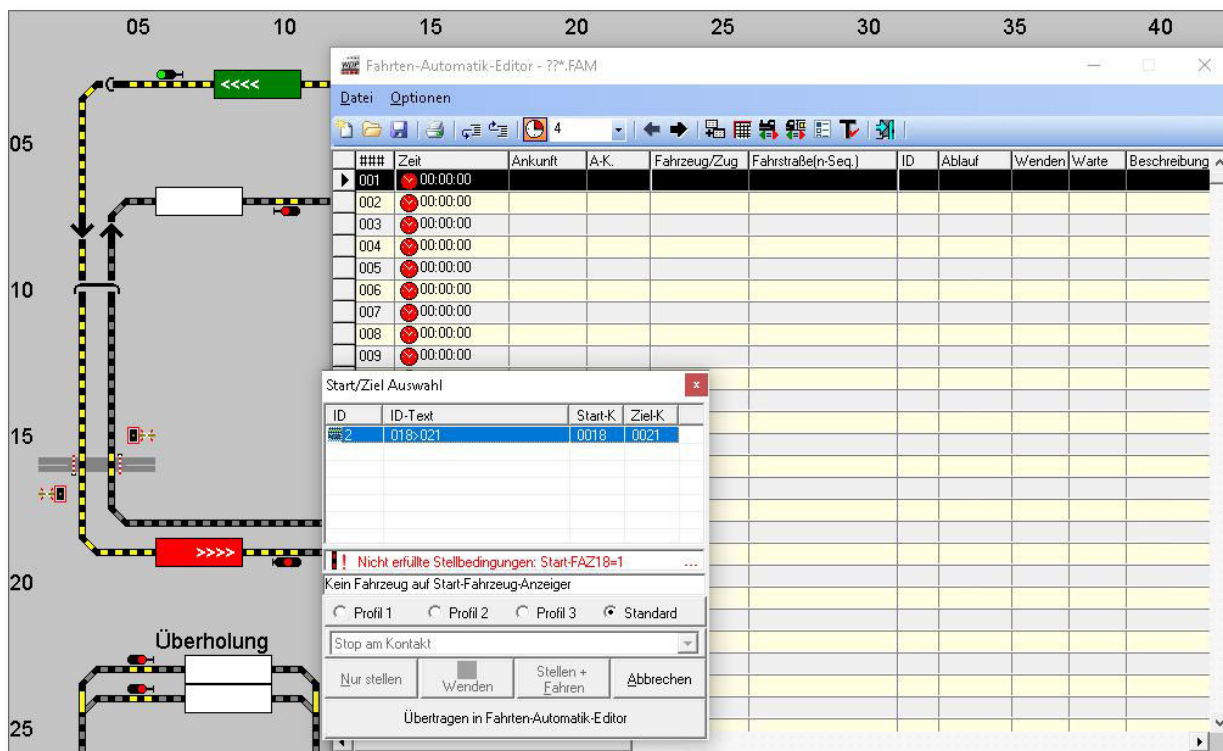 05 10 15 20 25 30 35 40
Fahrten-Automatik-Editor - ??*.FAM
Datei Optionen
4
### Zeit Ankunft A-K. Fahrzeug/Zug Fahrstraße(n-Seq.) ID Ablauf Wenden Warte Beschreibung
001 00:00:00
002 00:00:00
003 00:00:00
004 00:00:00
005 00:00:00
006 00:00:00
007 00:00:00
008 00:00:00
009 00:00:00
<<<<
05
10
15
20
25
>>>>
Überholung
Start/Ziel Auswahl
ID ID-Text Start-K Ziel-K
2 018>021 0018 0021
! Nicht erfüllte Stellbedingungen: Start-FAZ18=1 ...
Kein Fahrzeug auf Start-Fahrzeug-Anzeiger
Profil 1 Profil 2 Profil 3 Standard
Stop am Kontakt
Nur stellen Wenden Stellen + Fahren Abbrechen
Übertragen in Fahrten-Automatik-Editor